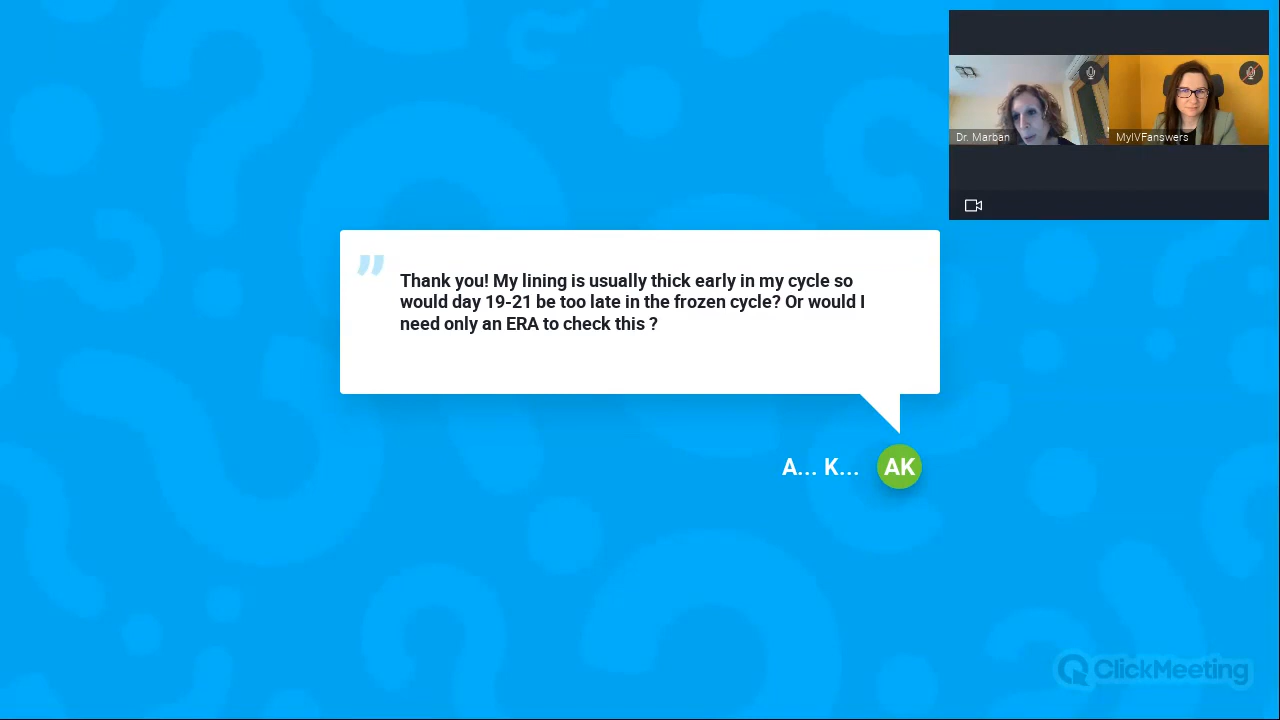 Dr. Marban
MyIVFanswers
Thank you! My lining is usually thick early in my cycle so
would day 19-21 be too late in the frozen cycle? Or would I
need only an ERA to check this ?
A... K...
AK
ClickMeeting